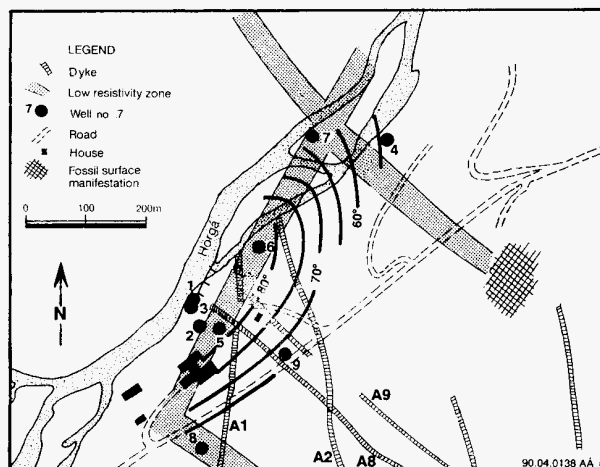 LEGEND
Dyke
Low resistivity zone
7 Well no .7
Road
House
Fossil surface
manifestation
0 100 200m
N
Hörgá
7
4
60°
6
70°
80°
1
3
2
5
9
A9
A1
8
A2
A8
90.04.0138 AÁ